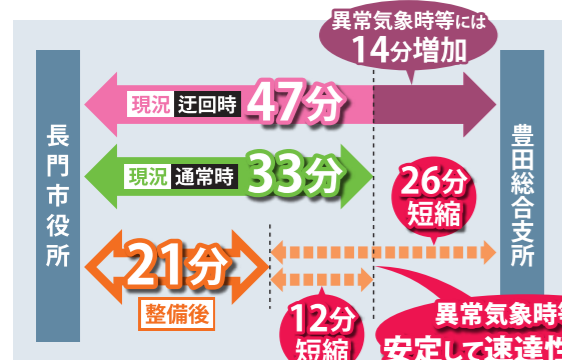 異常気象時等には
14分増加
長門市役所
現況 迂回時 47分
現況 通常時 33分
26分
短縮
豊田総合支所
21分
整備後
12分
短縮
異常気象時等
安定して速達性